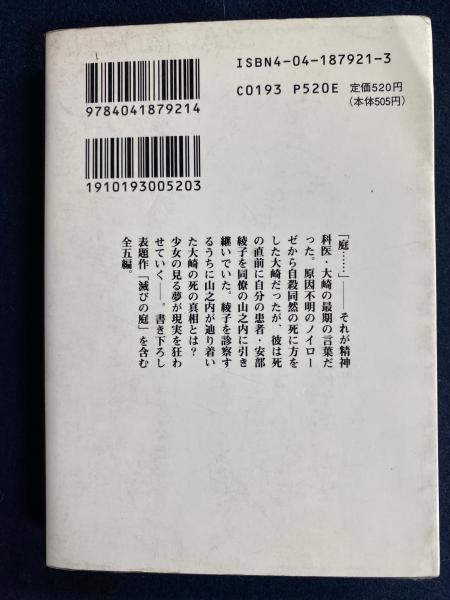 ISBN4-04-187921-3
C0193 P520E 定価520円
(本体505円)
9784041879214
1910193005203
「庭……」――それが精神
科医・大崎の最期の言葉だ
った。原因不明のノイロー
ゼから自殺同然の死に方を
した大崎だったが、彼は死
の直前に自分の患者・安部
綾子を同僚の山之内に引き
継いでいた。綾子を診察す
るうちに山之内が辿り着い
た大崎の死の真相とは？
少女の見る夢が現実を狂わ
せていく――。書き下ろし
表題作「滅びの庭」を含む
全五編。